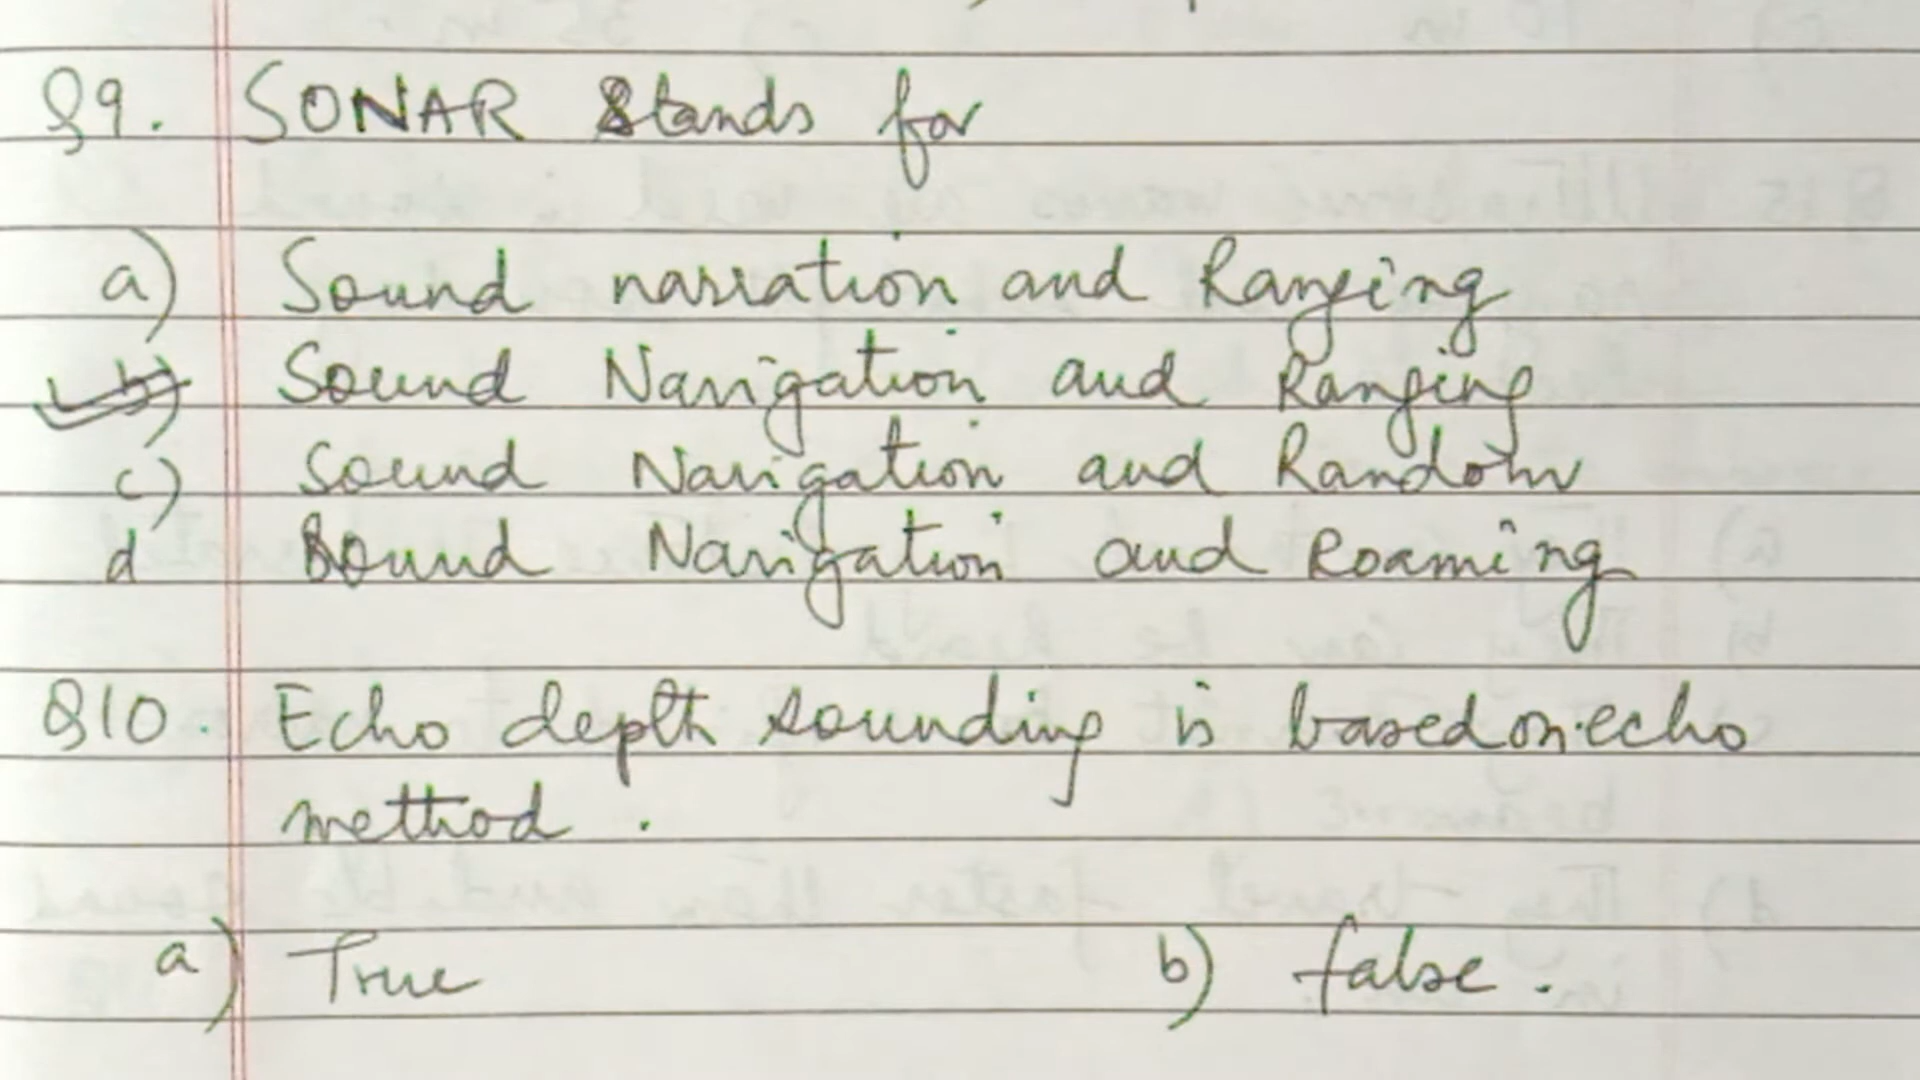 Q9. SONAR Stands for
a) Sound narration and Ranging
b) Sound Navigation and Ranging
c) Sound Navigation and Random
d Sound Navigation and Roaming
Q10. Echo depth sounding is based on echo
method.
a) True b) false.